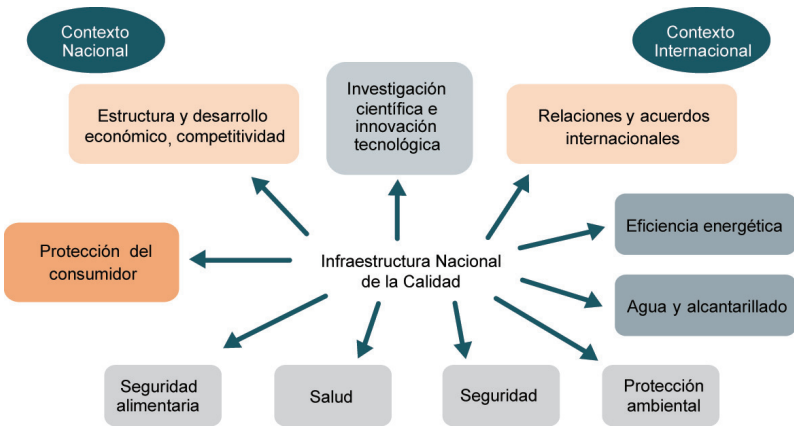 Contexto
Nacional
Contexto
Internacional
Estructura y desarrollo
económico, competitividad
Investigación
científica e
innovación
tecnológica
Relaciones y acuerdos
internacionales
Protección del
consumidor
Infraestructura Nacional
de la Calidad
Eficiencia energética
Agua y alcantarillado
Seguridad
alimentaria
Salud
Seguridad
Protección
ambiental